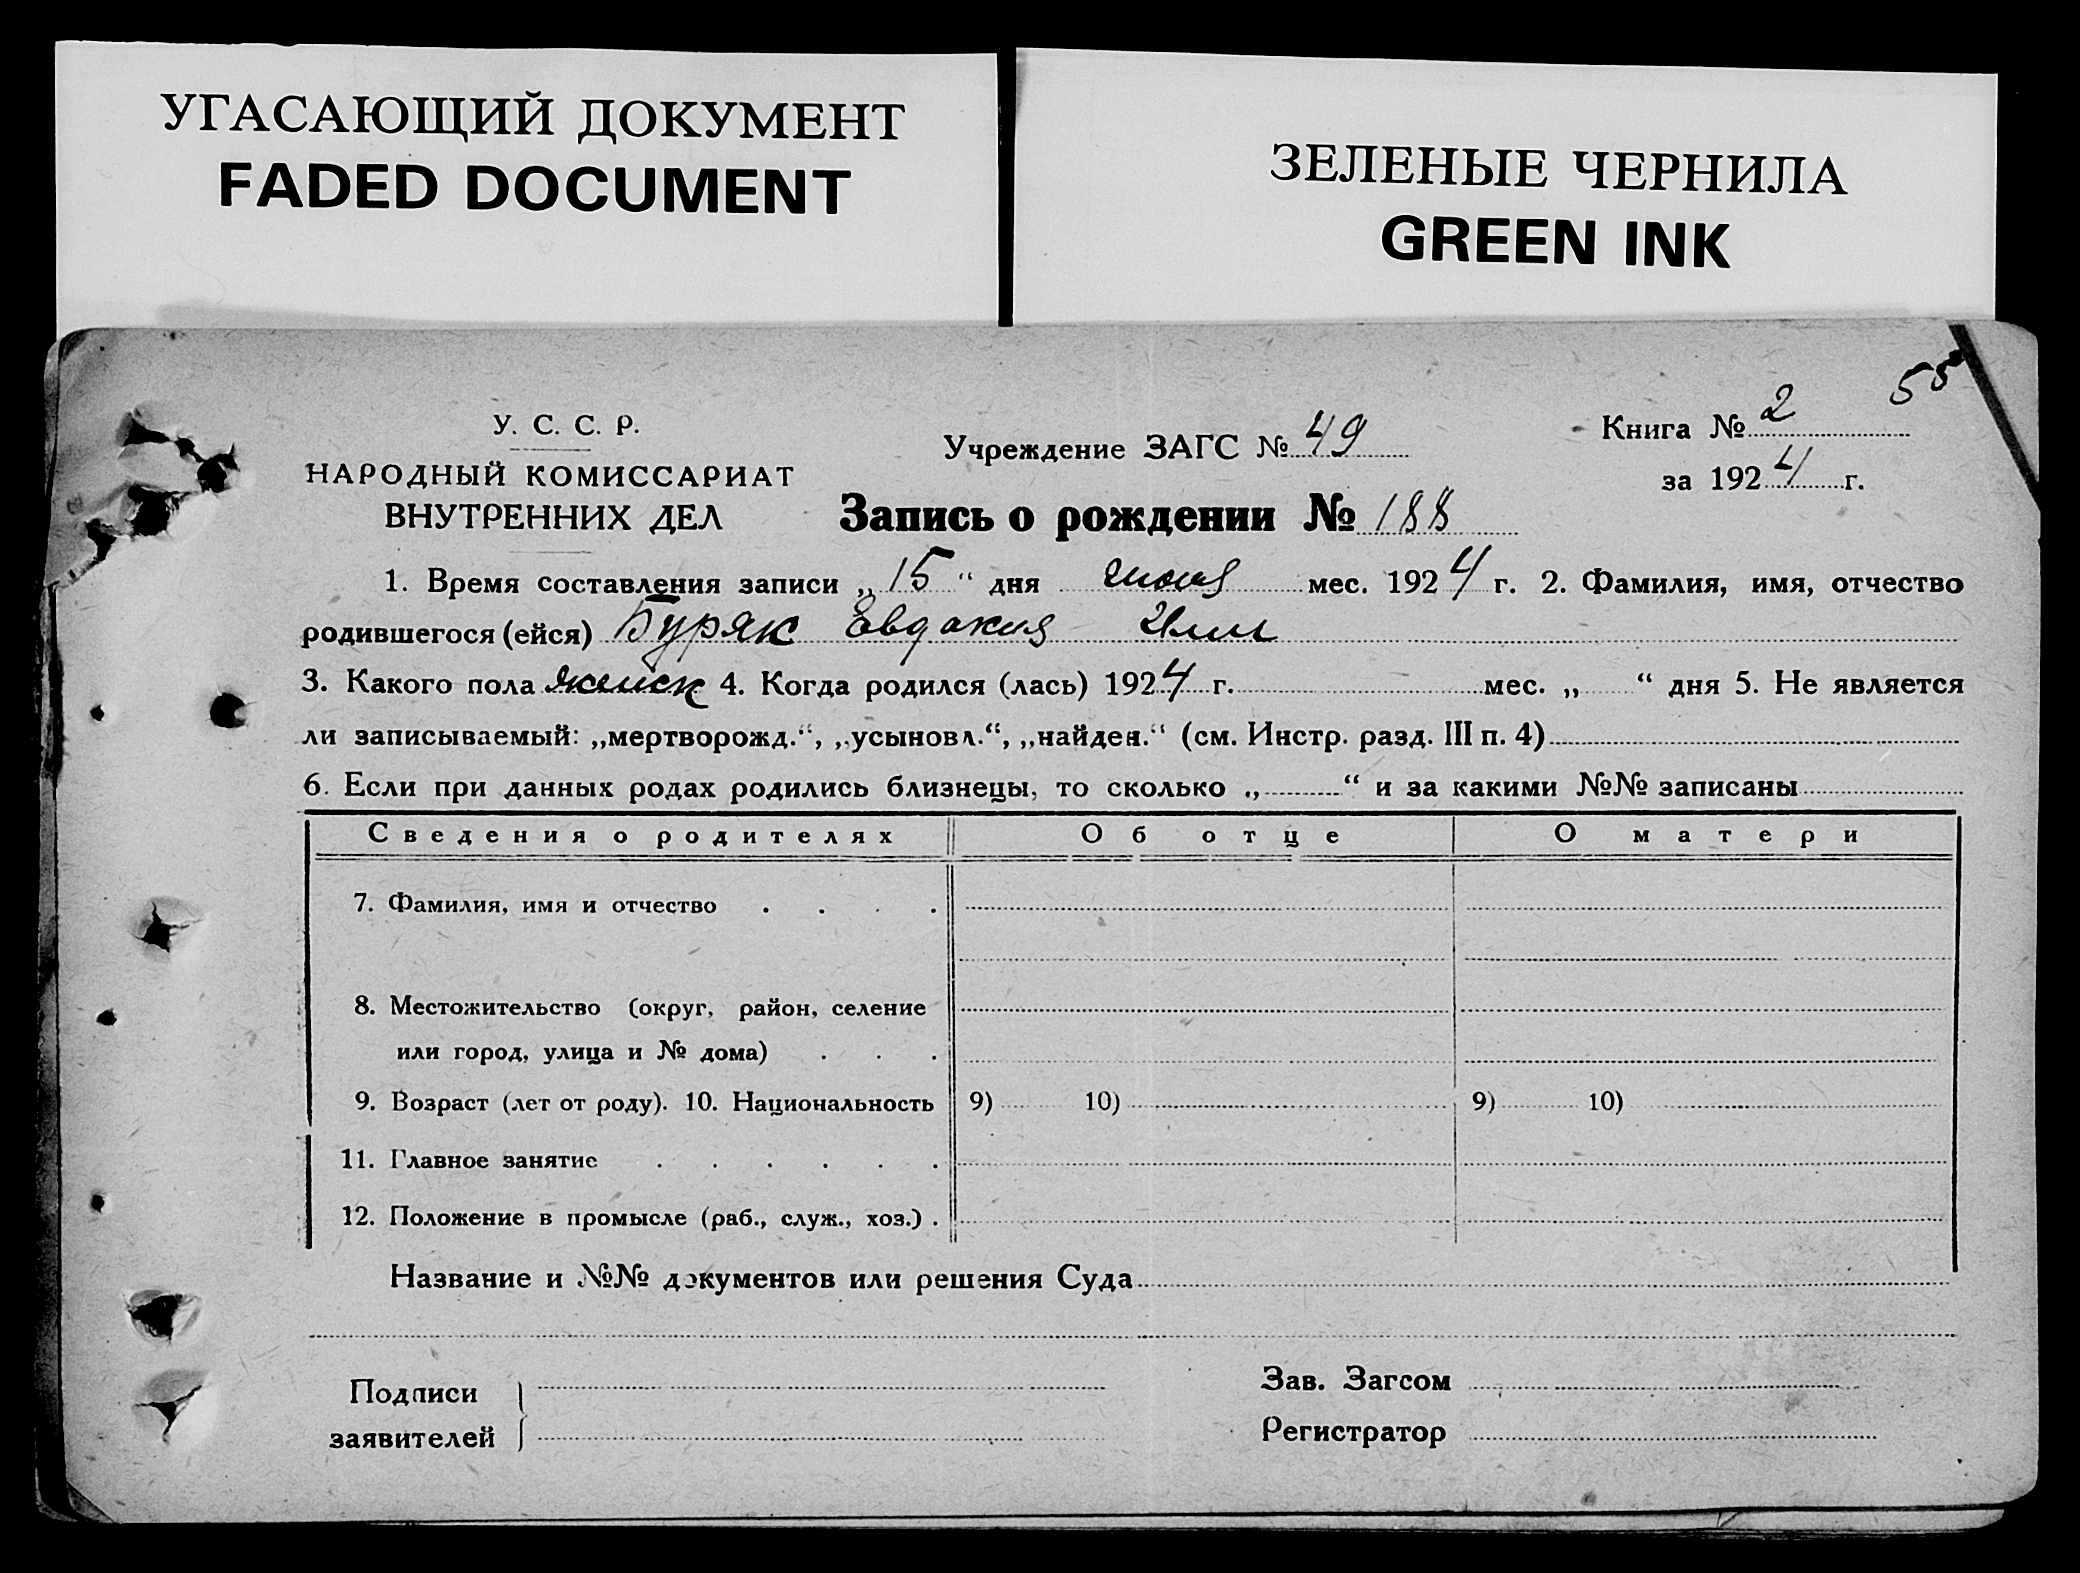 УГАСАЮЩИЙ ДОКУМЕНТ
FADED DOCUMENT
ЗЕЛЕНЫЕ ЧЕРНИЛА
GREEN INK
55
У. С. С. Р.
НАРОДНЫЙ КОМИССАРИАТ
ВНУТРЕННИХ ДЕЛ
Учреждение ЗАГС № 49
Книга № 2
за 1924 г.
Запись о рождении № 188
1. Время составления записи „15“ дня июля мес. 1924 г. 2. Фамилия, имя, отчество
родившегося (ейся) Буряк Евдокия Илии
3. Какого пола женск 4. Когда родился (лась) 1924 г. мес. „ “ дня 5. Не является
ли записываемый: „мертворожд.“, „усыновл.“, „найден.“ (см. Инстр. разд. III п. 4)
6. Если при данных родах родились близнецы, то сколько „ “ и за какими №№ записаны
Сведения о родителях Об отце О матери
7. Фамилия, имя и отчество . . . .
8. Местожительство (округ, район, селение
или город, улица и № дома) . . .
9. Возраст (лет от роду). 10. Национальность 9) 10) 9) 10)
11. Главное занятие . . . . . .
12. Положение в промысле (раб., служ., хоз.) .
Название и №№ документов или решения Суда
Подписи
заявителей
Зав. Загсом
Регистратор